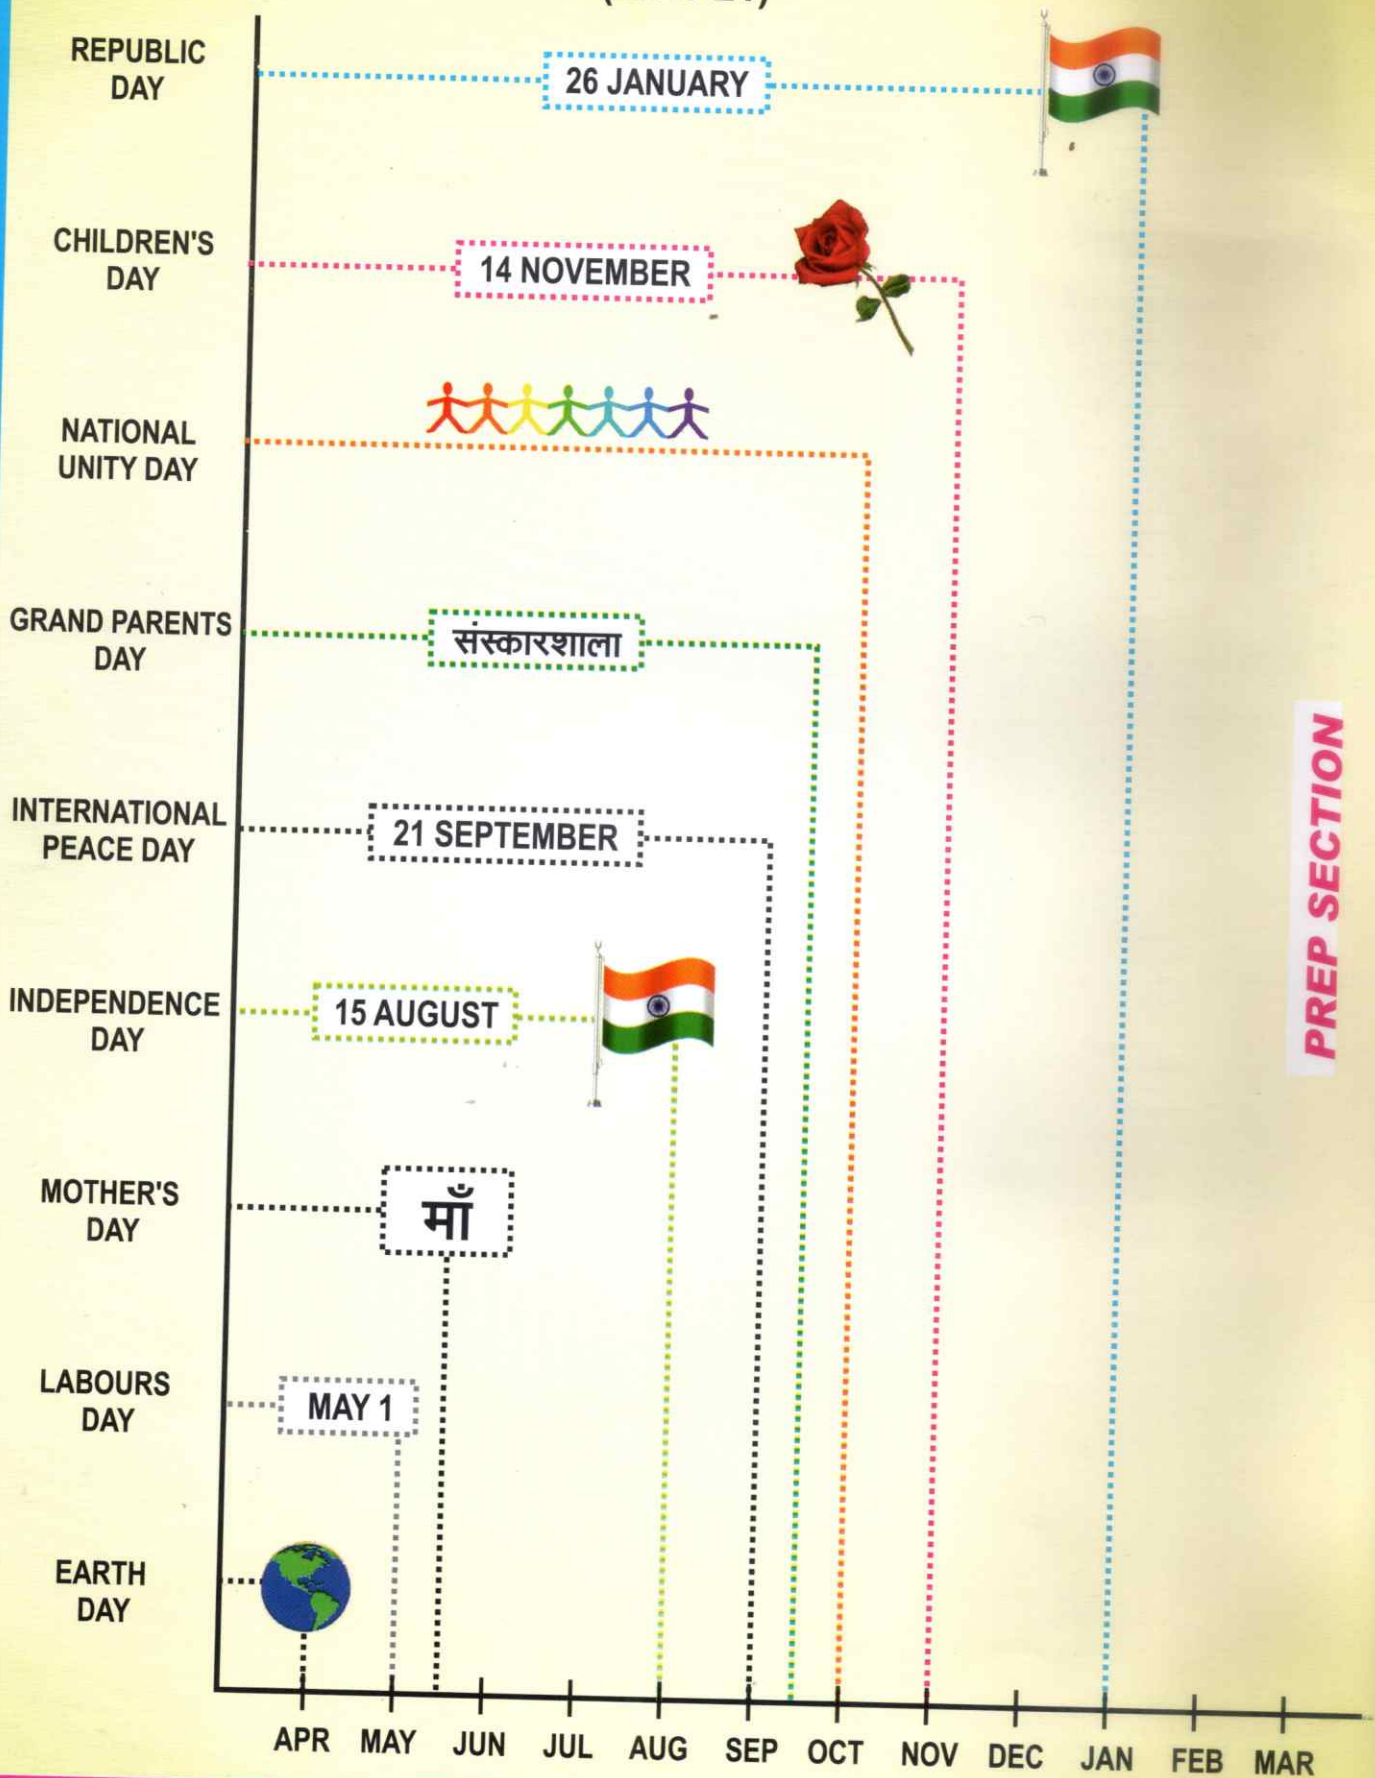 REPUBLIC
DAY
26 JANUARY
CHILDREN'S
DAY
14 NOVEMBER
NATIONAL
UNITY DAY
GRAND PARENTS
DAY
संस्कारशाला
INTERNATIONAL
PEACE DAY
21 SEPTEMBER
INDEPENDENCE
DAY
15 AUGUST
MOTHER'S
DAY
माँ
LABOURS
DAY
MAY 1
EARTH
DAY
APR MAY JUN JUL AUG SEP OCT NOV DEC JAN FEB MAR
PREP SECTION